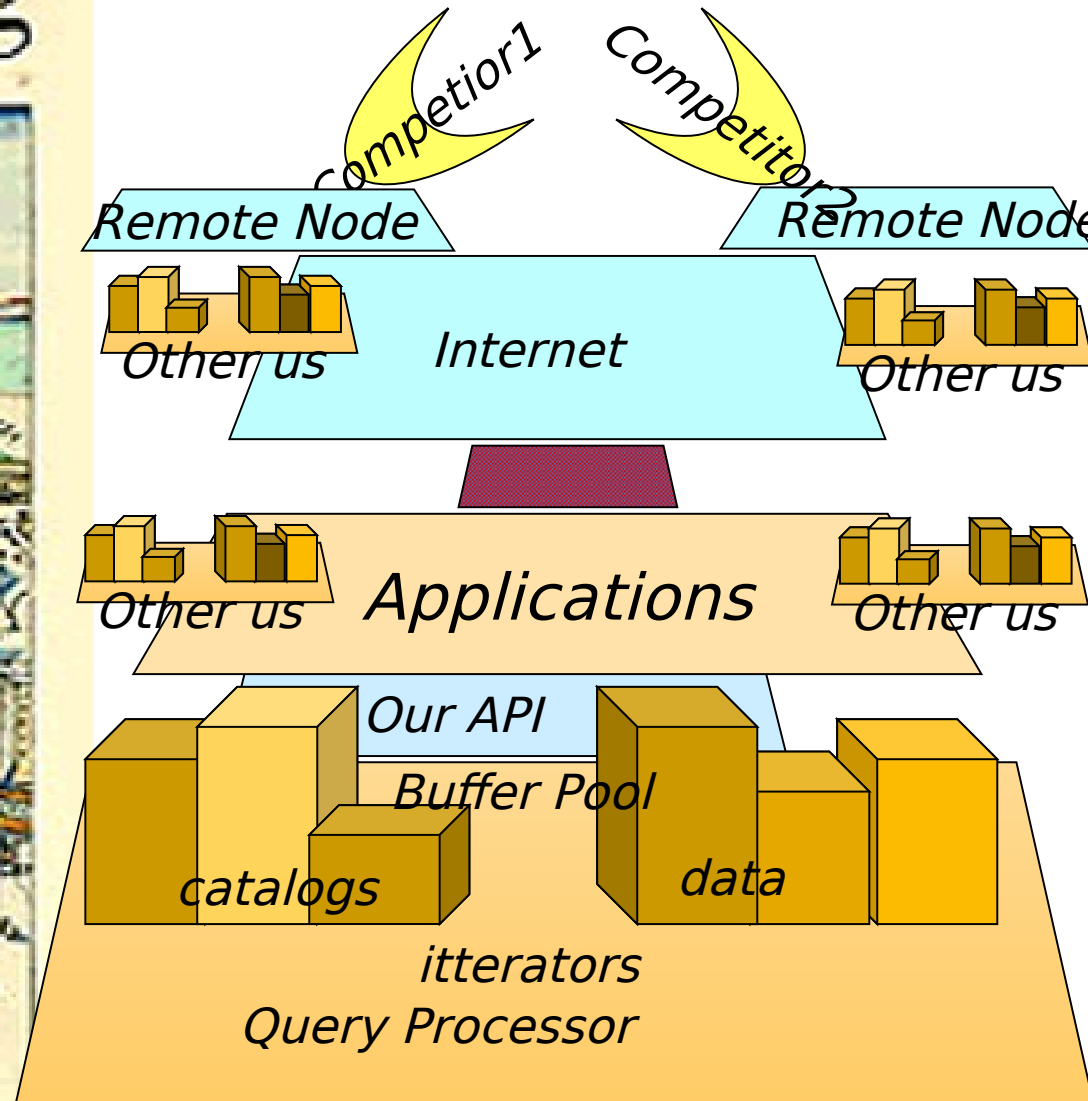 Competior1
Competitor2
Remote Node
Remote Node
Internet
Other us
Other us
Applications
Other us
Other us
Our API
Buffer Pool
catalogs
data
itterators
Query Processor